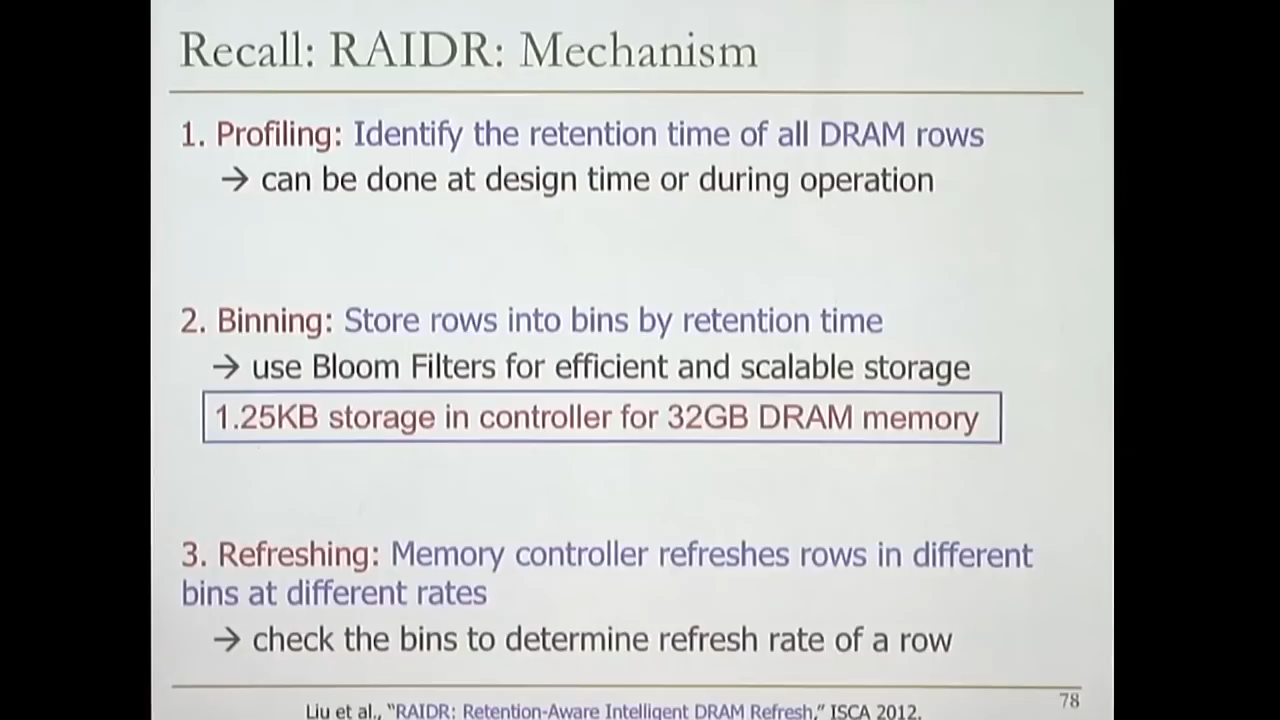 Recall: RAIDR: Mechanism
1. Profiling: Identify the retention time of all DRAM rows
→ can be done at design time or during operation
2. Binning: Store rows into bins by retention time
→ use Bloom Filters for efficient and scalable storage
1.25KB storage in controller for 32GB DRAM memory
3. Refreshing: Memory controller refreshes rows in different
bins at different rates
→ check the bins to determine refresh rate of a row
78
Liu et al., “RAIDR: Retention-Aware Intelligent DRAM Refresh,” ISCA 2012.